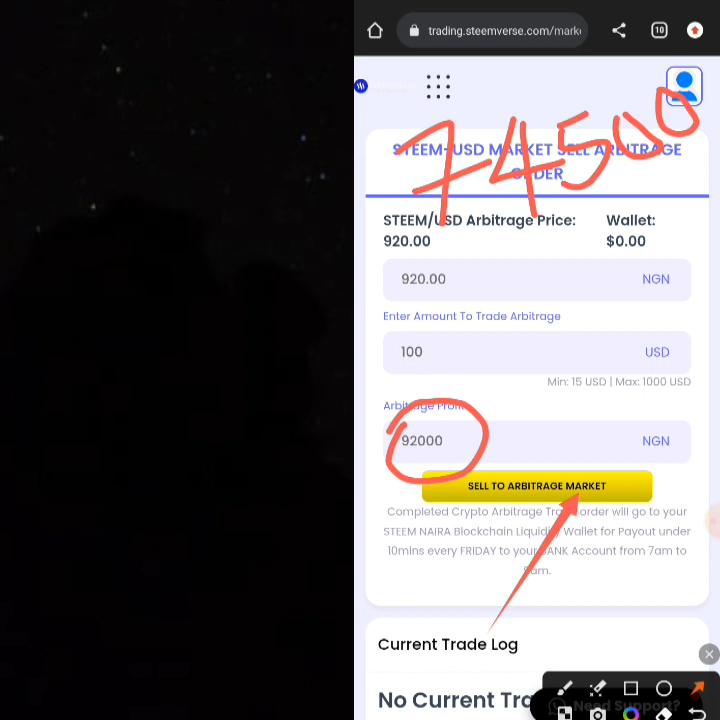 10
trading.steemverse.com/mark
74500
STEEM-USD MARKET SELL ARBITRAGE
ORDER
STEEM/USD Arbitrage Price: Wallet:
920.00 $0.00
920.00 NGN
Enter Amount To Trade Arbitrage
100 USD
Min: 15 USD | Max: 1000 USD
Arbitrage Profit
92000 NGN
SELL TO ARBITRAGE MARKET
Completed Crypto Arbitrage Trade order will go to your
STEEM NAIRA Blockchain Liquidity Wallet for Payout under
10mins every FRIDAY to your BANK Account from 7am to
Current Trade Log
No Current
Need Support?